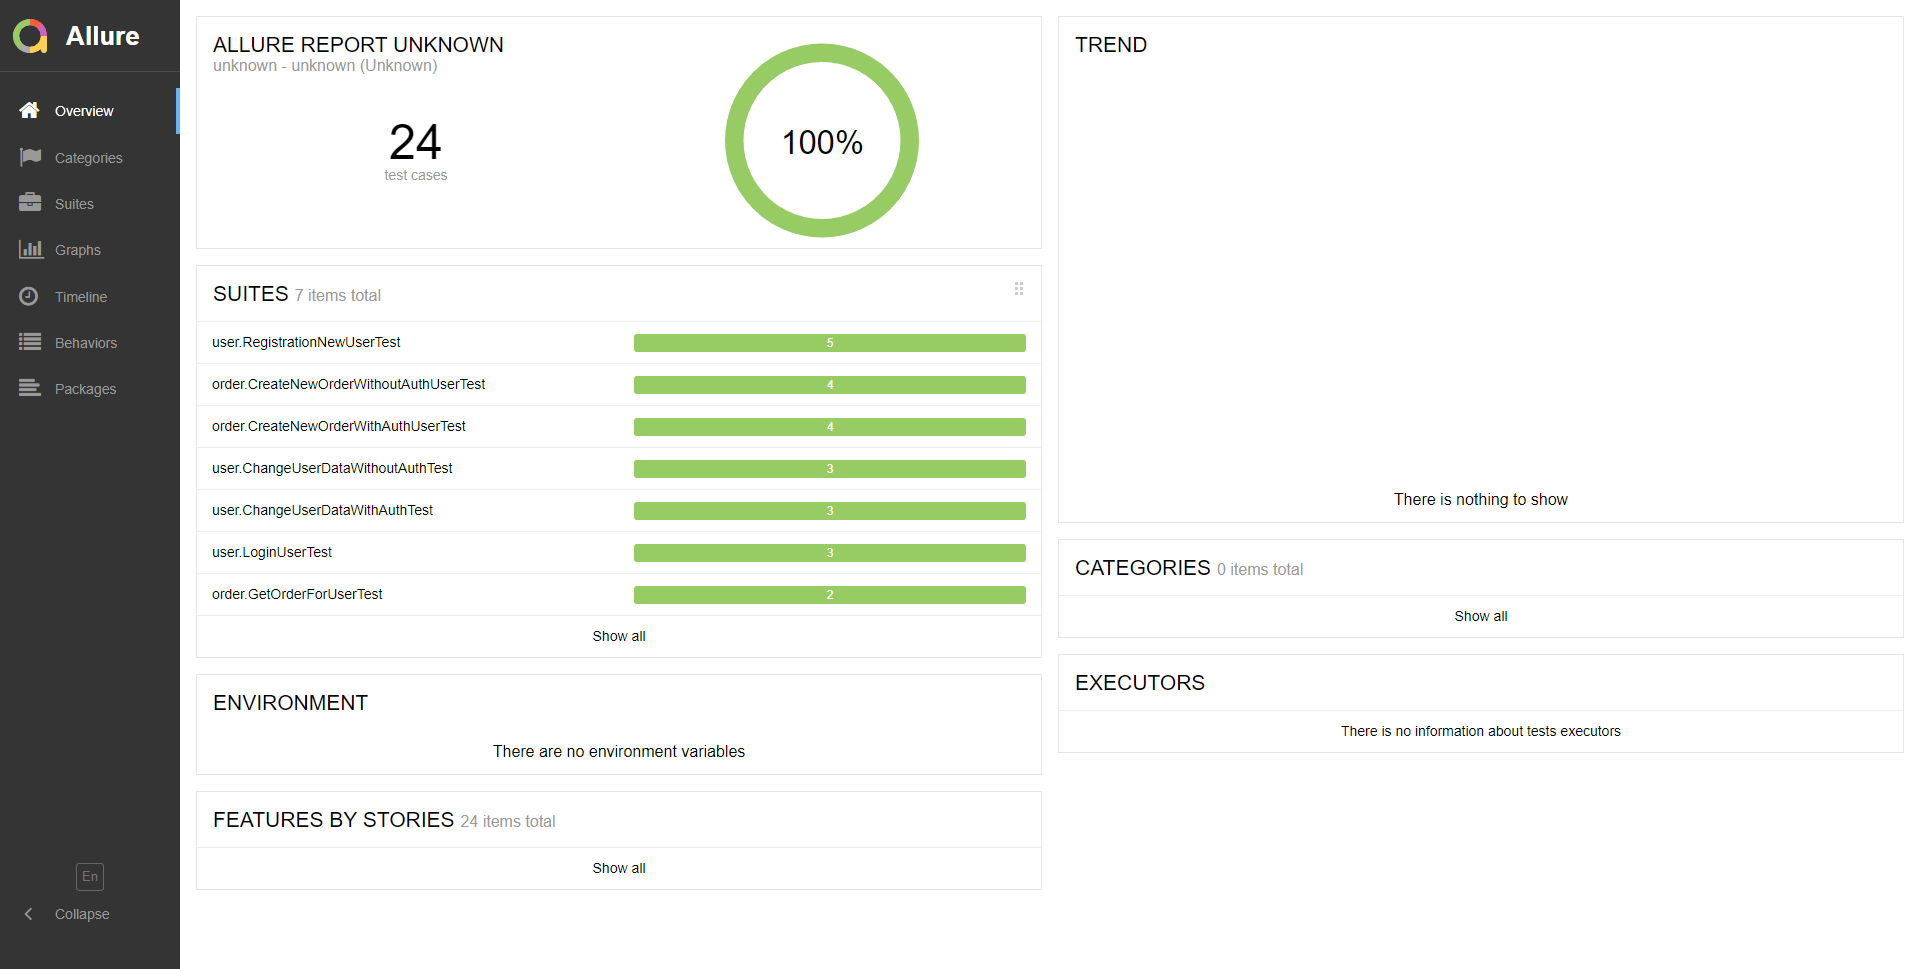 Allure
Overview
Categories
Suites
Graphs
Timeline
Behaviors
Packages
En
Collapse
ALLURE REPORT UNKNOWN
unknown - unknown (Unknown)
24
test cases
100%
SUITES 7 items total
user.RegistrationNewUserTest 5
order.CreateNewOrderWithoutAuthUserTest 4
order.CreateNewOrderWithAuthUserTest 4
user.ChangeUserDataWithoutAuthTest 3
user.ChangeUserDataWithAuthTest 3
user.LoginUserTest 3
order.GetOrderForUserTest 2
Show all
ENVIRONMENT
There are no environment variables
FEATURES BY STORIES 24 items total
Show all
TREND
There is nothing to show
CATEGORIES 0 items total
Show all
EXECUTORS
There is no information about tests executors